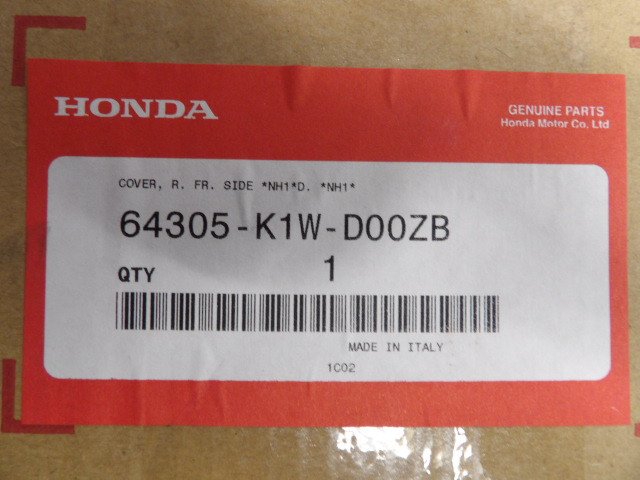 HONDA
GENUINE PARTS
Honda Motor Co., Ltd
COVER, R. FR. SIDE *NH1*D. *NH1*
64305-K1W-D00ZB
QTY 1
MADE IN ITALY
1C02